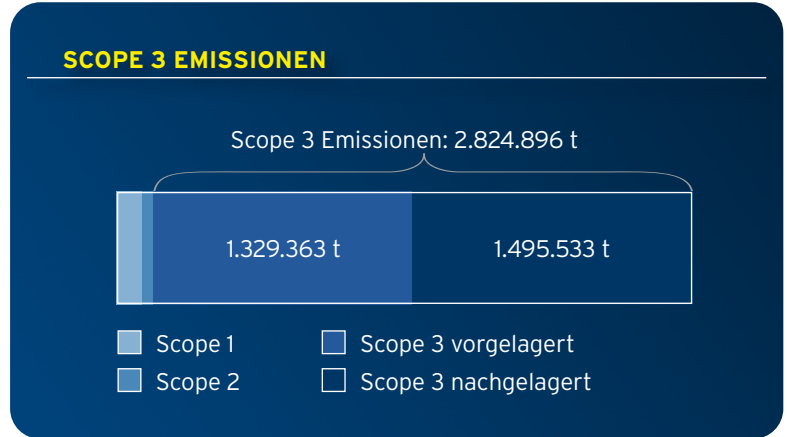 SCOPE 3 EMISSIONEN
Scope 3 Emissionen: 2.824.896 t
1.329.363 t 1.495.533 t
Scope 1 Scope 3 vorgelagert
Scope 2 Scope 3 nachgelagert